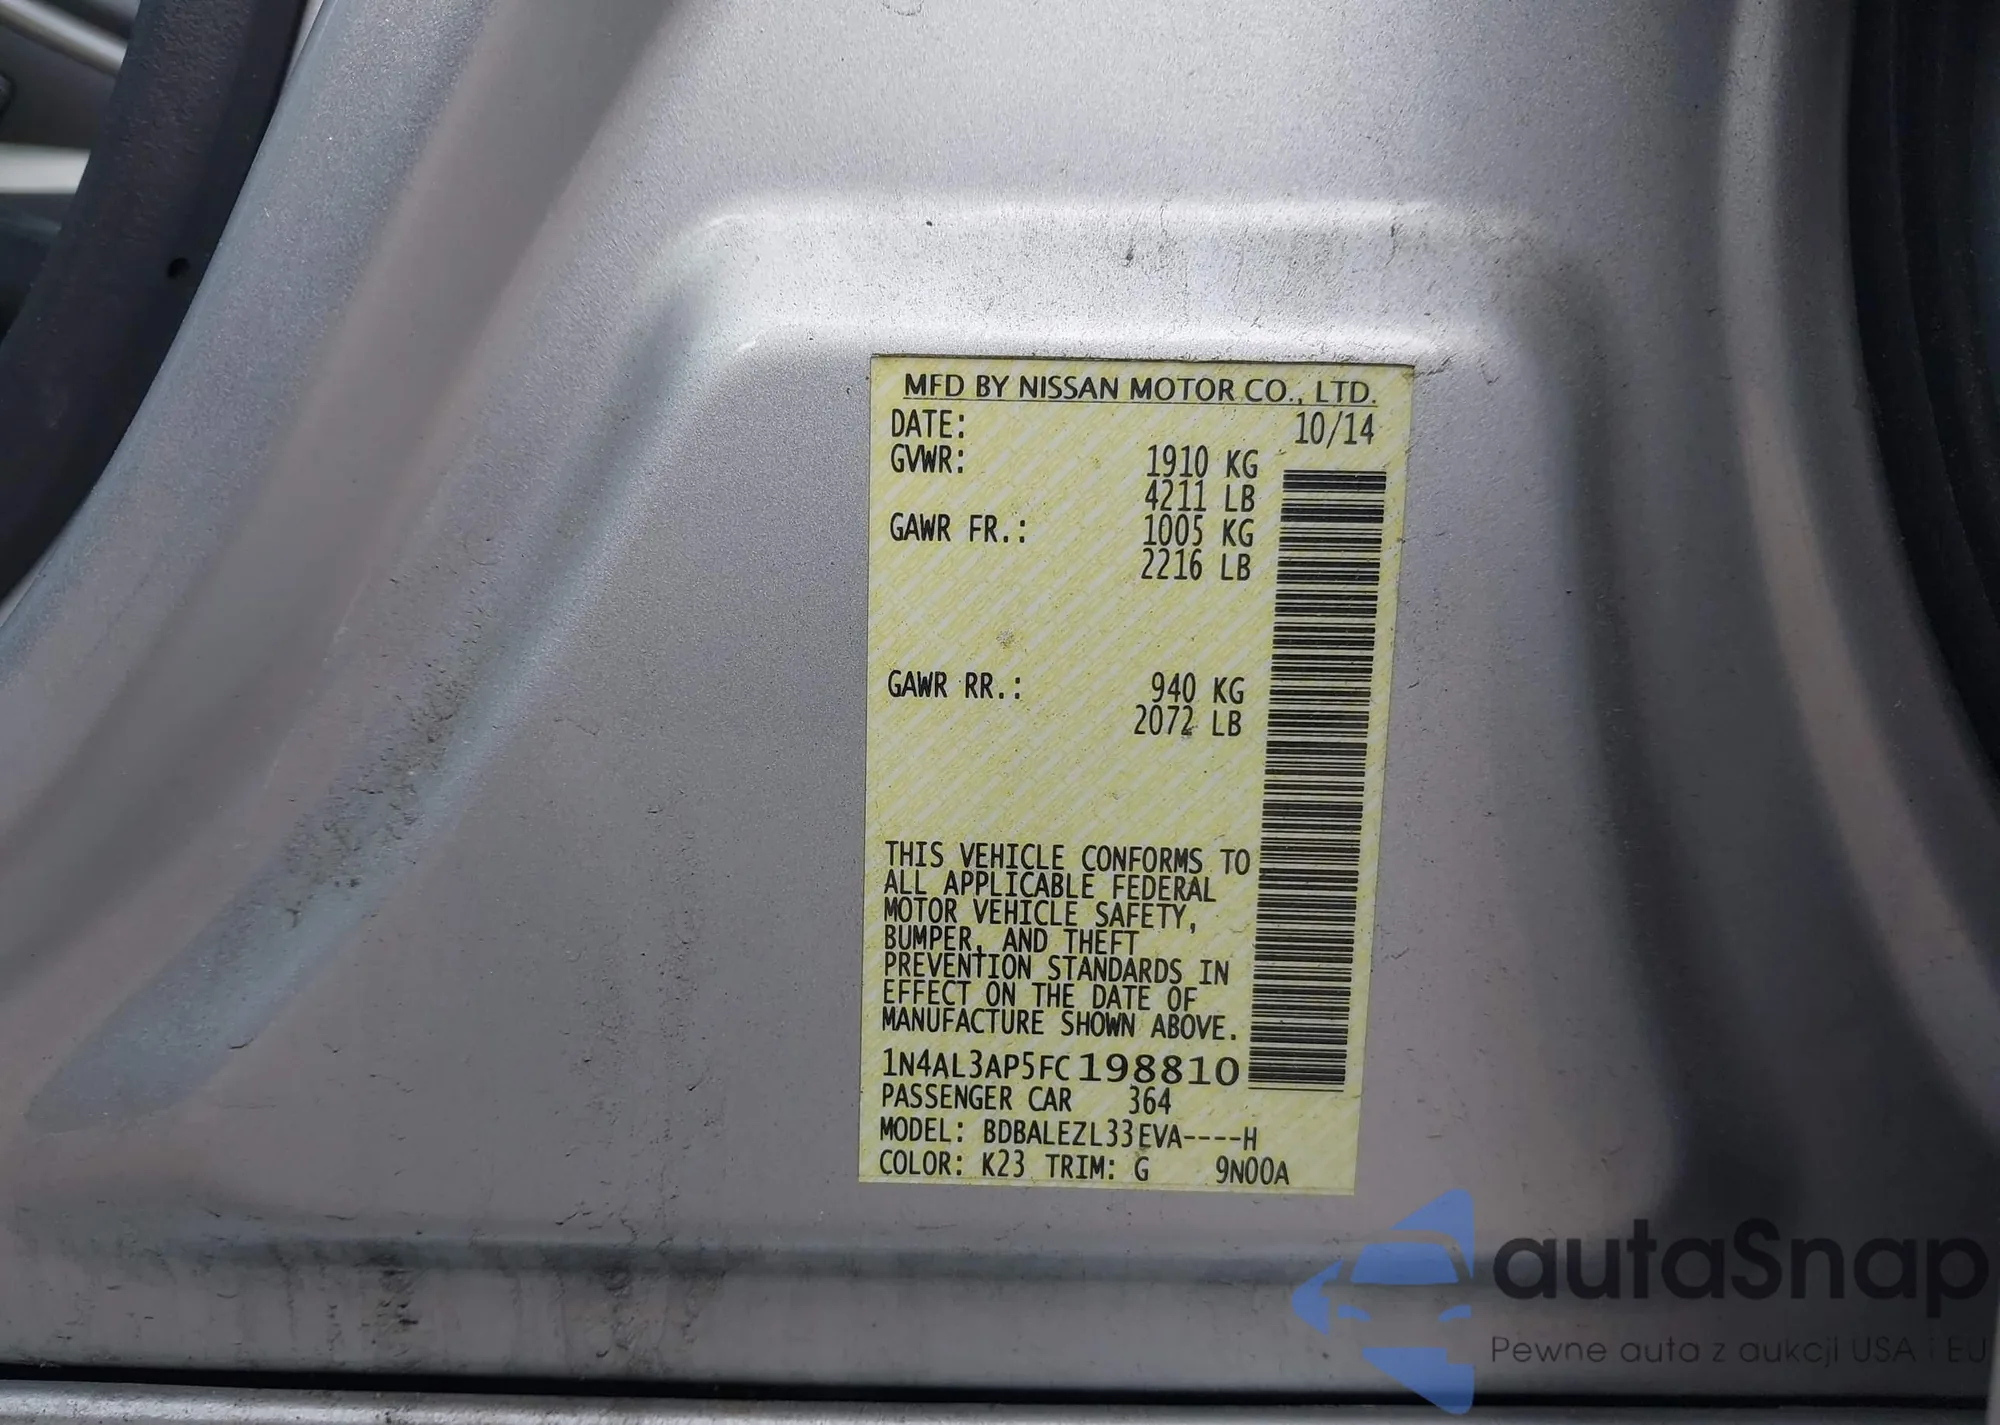 MFD BY NISSAN MOTOR CO., LTD.
DATE: 10/14
GVWR: 1910 KG
4211 LB
GAWR FR.: 1005 KG
2216 LB
GAWR RR.: 940 KG
2072 LB
THIS VEHICLE CONFORMS TO
ALL APPLICABLE FEDERAL
MOTOR VEHICLE SAFETY,
BUMPER, AND THEFT
PREVENTION STANDARDS IN
EFFECT ON THE DATE OF
MANUFACTURE SHOWN ABOVE.
1N4AL3AP5FC198810
PASSENGER CAR 364
MODEL: BDBALEZL33EVA----H
COLOR: K23 TRIM: G 9N00A
autaSnap
Pewne auta z aukcji USA i EU